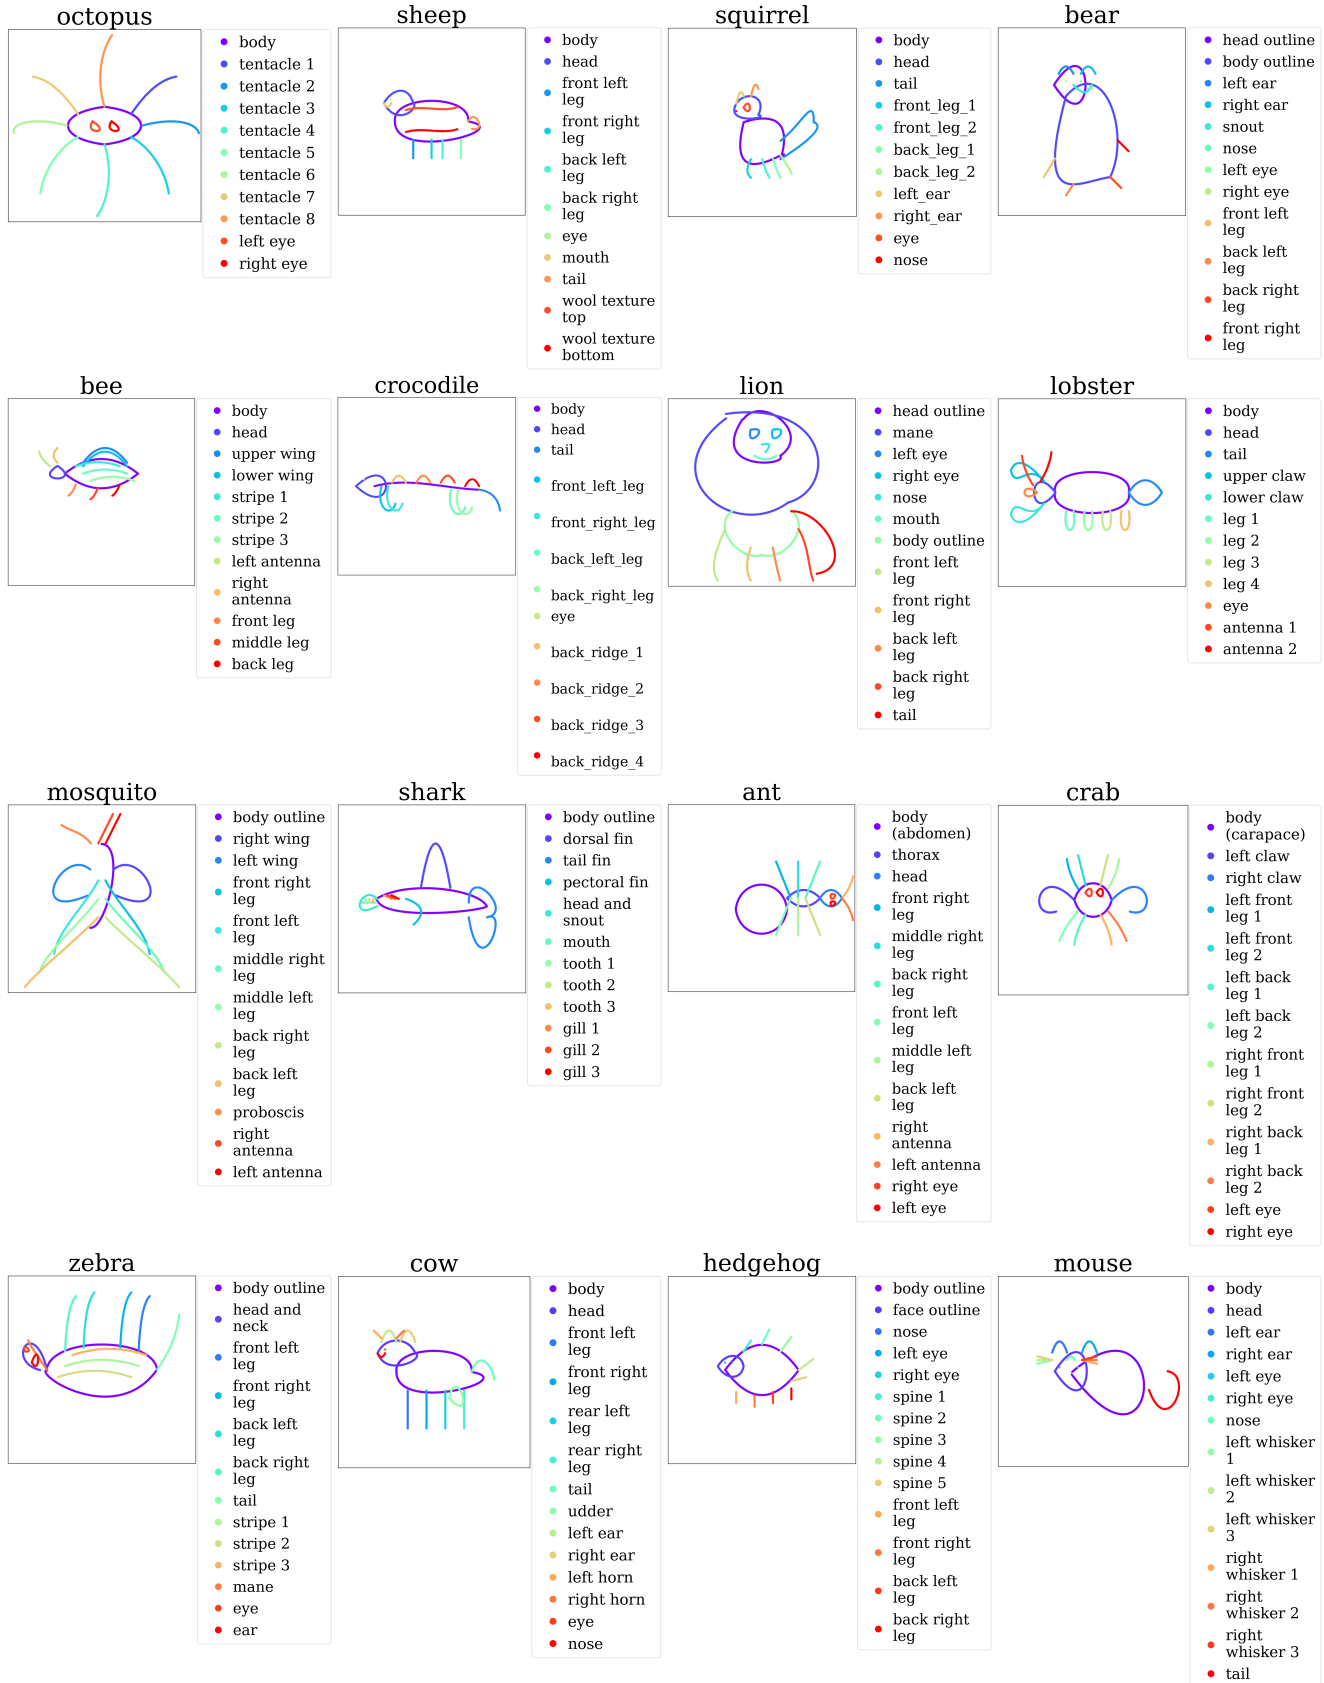 octopus
body
tentacle 1
tentacle 2
tentacle 3
tentacle 4
tentacle 5
tentacle 6
tentacle 7
tentacle 8
left eye
right eye
sheep
body
head
front left
leg
front right
leg
back left
leg
back right
leg
eye
mouth
tail
wool texture
top
wool texture
bottom
squirrel
body
head
tail
front_leg_1
front_leg_2
back_leg_1
back_leg_2
left_ear
right_ear
eye
nose
bear
head outline
body outline
left ear
right ear
snout
nose
left eye
right eye
front left
leg
back left
leg
back right
leg
front right
leg
bee
body
head
upper wing
lower wing
stripe 1
stripe 2
stripe 3
left antenna
right
antenna
front leg
middle leg
back leg
crocodile
body
head
tail
front_left_leg
front_right_leg
back_left_leg
back_right_leg
eye
back_ridge_1
back_ridge_2
back_ridge_3
back_ridge_4
lion
head outline
mane
left eye
right eye
nose
mouth
body outline
front left
leg
front right
leg
back left
leg
back right
leg
tail
lobster
body
head
tail
upper claw
lower claw
leg 1
leg 2
leg 3
leg 4
eye
antenna 1
antenna 2
mosquito
body outline
right wing
left wing
front right
leg
front left
leg
middle right
leg
middle left
leg
back right
leg
back left
leg
proboscis
right
antenna
left antenna
shark
body outline
dorsal fin
tail fin
pectoral fin
head and
snout
mouth
tooth 1
tooth 2
tooth 3
gill 1
gill 2
gill 3
ant
body
(abdomen)
thorax
head
front right
leg
middle right
leg
back right
leg
front left
leg
middle left
leg
back left
leg
right
antenna
left antenna
right eye
left eye
crab
body
(carapace)
left claw
right claw
left front
leg 1
left front
leg 2
left back
leg 1
left back
leg 2
right front
leg 1
right front
leg 2
right back
leg 1
right back
leg 2
left eye
right eye
zebra
body outline
head and
neck
front left
leg
front right
leg
back left
leg
back right
leg
tail
stripe 1
stripe 2
stripe 3
mane
eye
ear
cow
body
head
front left
leg
front right
leg
rear left
leg
rear right
leg
tail
udder
left ear
right ear
left horn
right horn
eye
nose
hedgehog
body outline
face outline
nose
left eye
right eye
spine 1
spine 2
spine 3
spine 4
spine 5
front left
leg
front right
leg
back left
leg
back right
leg
mouse
body
head
left ear
right ear
left eye
right eye
nose
left whisker
1
left whisker
2
left whisker
3
right
whisker 1
right
whisker 2
right
whisker 3
tail